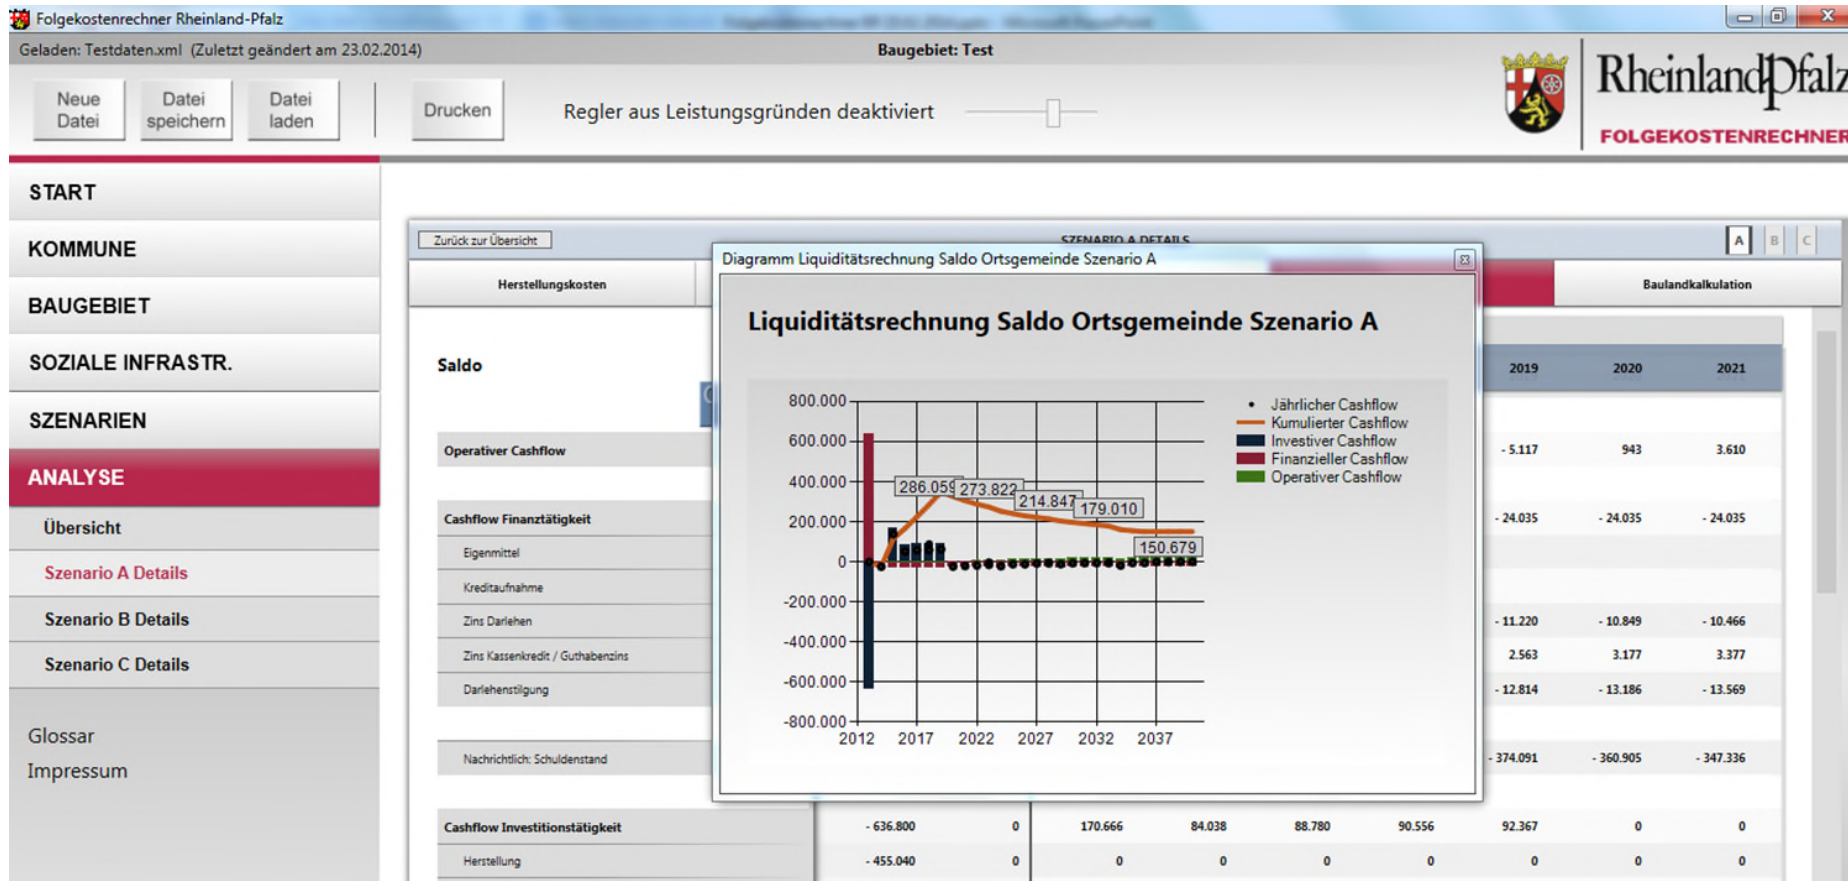 Folgekostenrechner Rheinland-Pfalz
Geladen: Testdaten.xml (Zuletzt geändert am 23.02.2014)
Baugebiet: Test
Neue Datei
Datei speichern
Datei laden
Drucken
Regler aus Leistungsgründen deaktiviert
RheinlandPfalz
FOLGEKOSTENRECHNER
START
KOMMUNE
BAUGEBIET
SOZIALE INFRASTR.
SZENARIEN
ANALYSE
Übersicht
Szenario A Details
Szenario B Details
Szenario C Details
Glossar
Impressum
Zurück zur Übersicht
SZENARIO A DETAILS
A B C
Herstellungskosten
Baulandkalkulation
Saldo
2019 2020 2021
Operativer Cashflow
- 5.117 943 3.610
Cashflow Finanztätigkeit
- 24.035 - 24.035 - 24.035
Eigenmittel
Kreditaufnahme
Zins Darlehen
- 11.220 - 10.849 - 10.466
Zins Kassenkredit / Guthabenzins
2.563 3.177 3.377
Darlehenstilgung
- 12.814 - 13.186 - 13.569
Nachrichtlich: Schuldenstand
- 374.091 - 360.905 - 347.336
Cashflow Investitionstätigkeit
- 636.800 0 170.666 84.038 88.780 90.556 92.367 0 0
Herstellung
- 455.040 0 0 0 0 0 0 0 0
Diagramm Liquiditätsrechnung Saldo Ortsgemeinde Szenario A
Liquiditätsrechnung Saldo Ortsgemeinde Szenario A
800.000
600.000
400.000
200.000
0
-200.000
-400.000
-600.000
-800.000
2012 2017 2022 2027 2032 2037
286.059
273.822
214.847
179.010
150.679
Jährlicher Cashflow
Kumulierter Cashflow
Investiver Cashflow
Finanzieller Cashflow
Operativer Cashflow